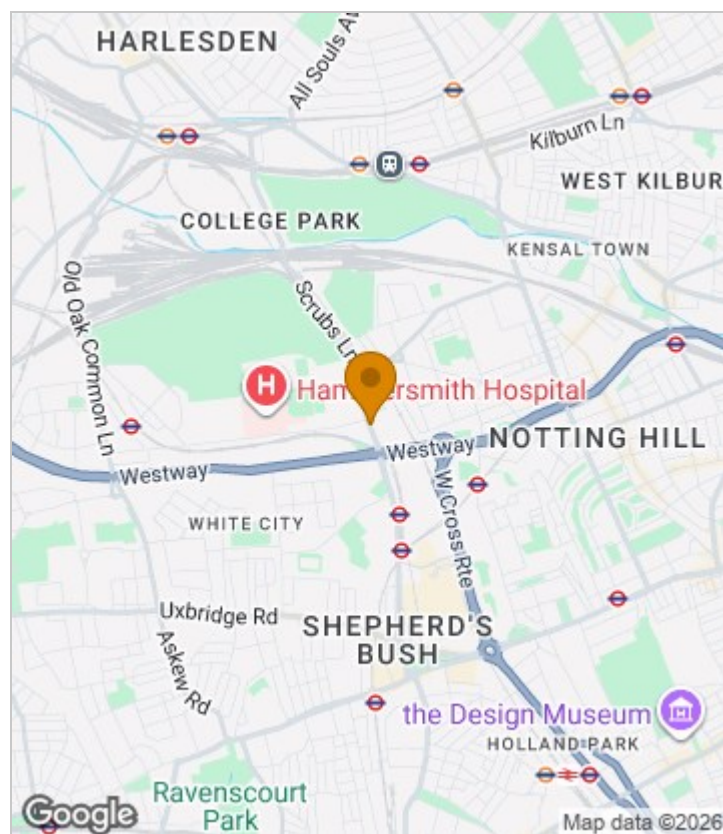 HARLESDEN
All Souls Av
Kilburn Ln
WEST KILBUR
COLLEGE PARK
KENSAL TOWN
Old Oak Common Ln
Scrubs Ln
H
Hammersmith Hospital
Westway
NOTTING HILL
Westway
WHITE CITY
W Cross Rte
Uxbridge Rd
SHEPHERD'S
BUSH
Askew Rd
the Design Museum
HOLLAND PARK
Ravenscourt
Park
Google
Map data ©2026